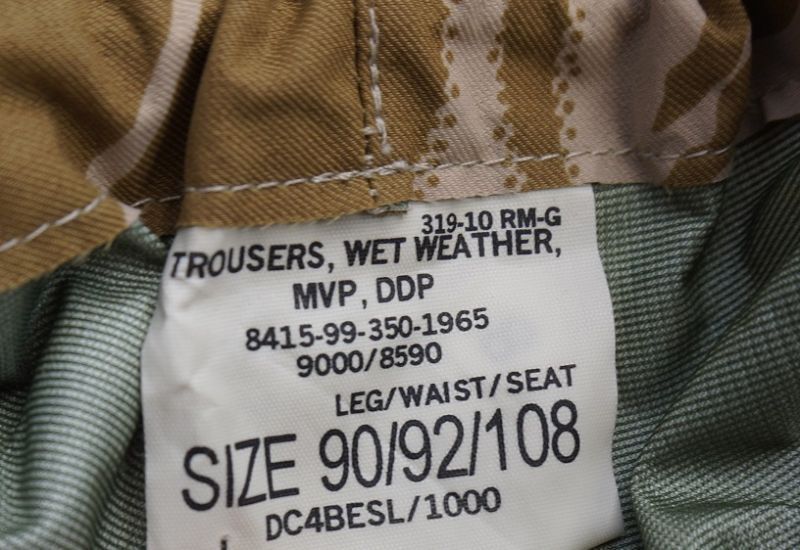 319-10 RM-G
TROUSERS, WET WEATHER,
MVP, DDP
8415-99-350-1965
9000/8590
LEG/WAIST/SEAT
SIZE 90/92/108
DC4BESL/1000